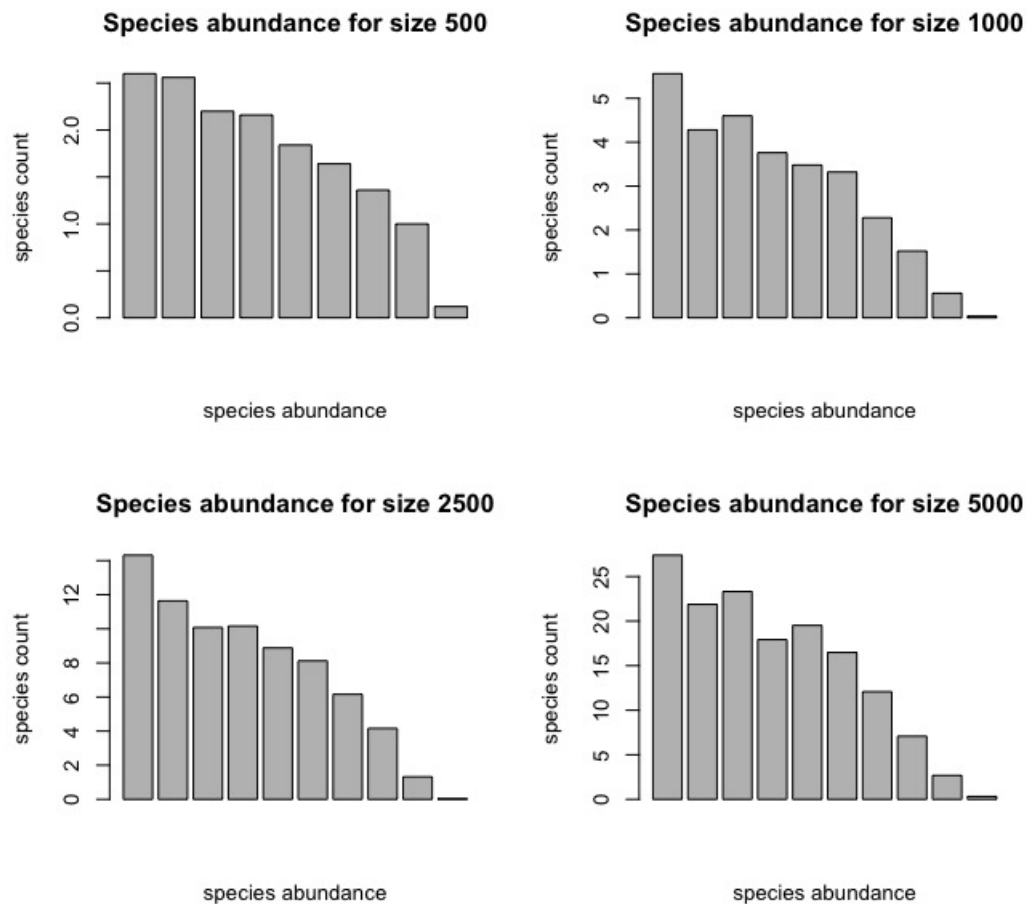 Species abundance for size 500
species count
0.0
1.0
2.0
species abundance
Species abundance for size 1000
species count
0
1
2
3
4
5
species abundance
Species abundance for size 2500
species count
0
2
4
6
8
12
species abundance
Species abundance for size 5000
species count
0
5
10
15
20
25
species abundance